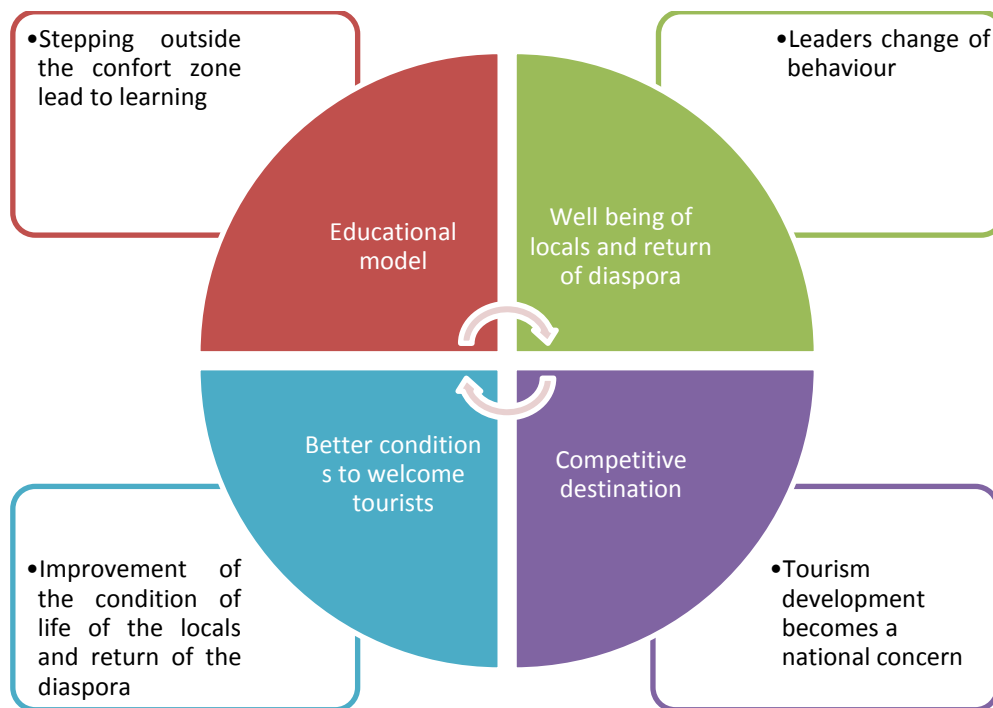 •Stepping outside
the confort zone
lead to learning
•Leaders change of
behaviour
Educational
model
Well being of
locals and return
of diaspora
Better condition
s to welcome
tourists
Competitive
destination
•Improvement of
the condition of
life of the locals
and return of the
diaspora
•Tourism
development
becomes a
national concern